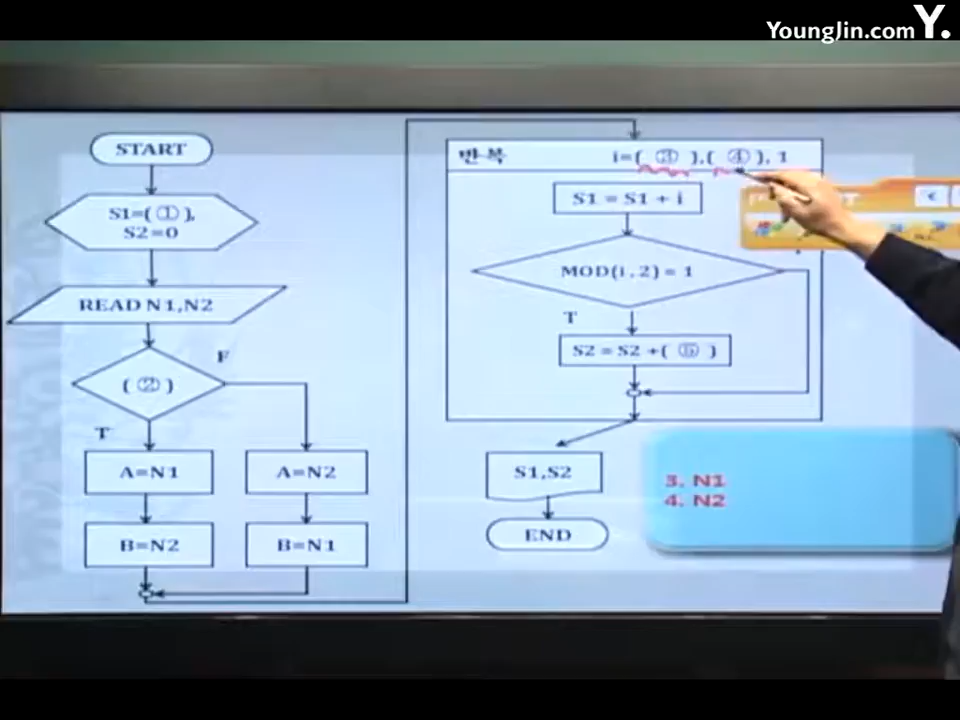 YoungJin.com Y.
START
S1=( ① ),
S2=0
READ N1,N2
( ② )
F
T
A=N1
A=N2
B=N2
B=N1
반복
i=( ③ ),( ④ ), 1
S1 = S1 + i
MOD(i , 2) = 1
T
S2 = S2 +( ⑤ )
S1,S2
END
3. N1
4. N2